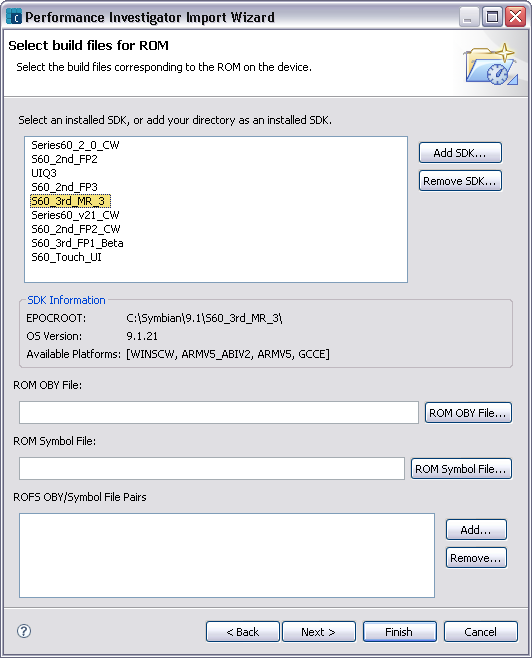 Performance Investigator Import Wizard
Select build files for ROM
Select the build files corresponding to the ROM on the device.
Select an installed SDK, or add your directory as an installed SDK.
Series60_2_0_CW
S60_2nd_FP2
UIQ3
S60_2nd_FP3
S60_3rd_MR_3
Series60_v21_CW
S60_2nd_FP2_CW
S60_3rd_FP1_Beta
S60_Touch_UI
Add SDK...
Remove SDK...
SDK Information
EPOCROOT: C:\Symbian\9.1\S60_3rd_MR_3\
OS Version: 9.1.21
Available Platforms: [WINSCW, ARMV5_ABIV2, ARMV5, GCCE]
ROM OBY File:
ROM OBY File...
ROM Symbol File:
ROM Symbol File...
ROFS OBY/Symbol File Pairs
Add...
Remove...
?
< Back Next > Finish Cancel